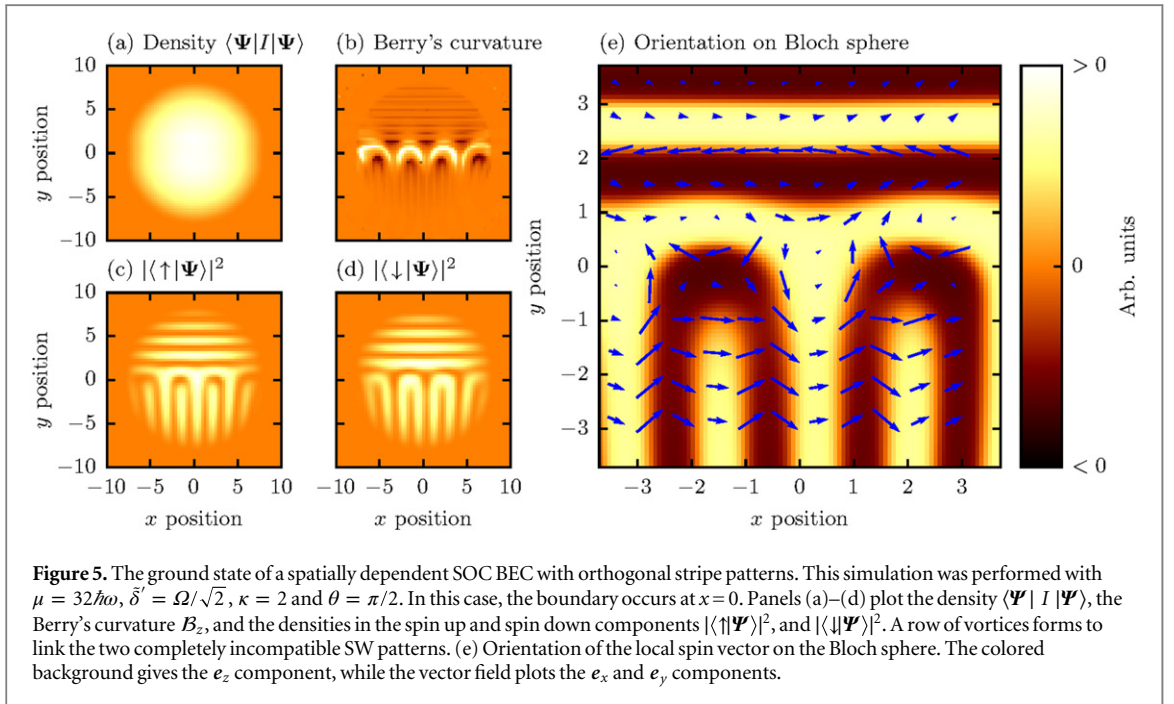 (a) Density ⟨Ψ|I|Ψ⟩
(b) Berry's curvature
(e) Orientation on Bloch sphere
10
5
0
−5
−10
y position
(c) |⟨↑|Ψ⟩|²
(d) |⟨↓|Ψ⟩|²
10
5
0
−5
−10
y position
−10 −5 0 5 10
x position
−10 −5 0 5 10
x position
3
2
1
0
−1
−2
−3
y position
−3 −2 −1 0 1 2 3
x position
> 0
0
< 0
Arb. units
Figure 5. The ground state of a spatially dependent SOC BEC with orthogonal stripe patterns. This simulation was performed with
μ = 32ℏω, δ̃′ = Ω/√2, κ = 2 and θ = π/2. In this case, the boundary occurs at x = 0. Panels (a)–(d) plot the density ⟨Ψ| I |Ψ⟩, the
Berry's curvature ℬz, and the densities in the spin up and spin down components |⟨↑|Ψ⟩|², and |⟨↓|Ψ⟩|². A row of vortices forms to
link the two completely incompatible SW patterns. (e) Orientation of the local spin vector on the Bloch sphere. The colored
background gives the ez component, while the vector field plots the ex and ey components.